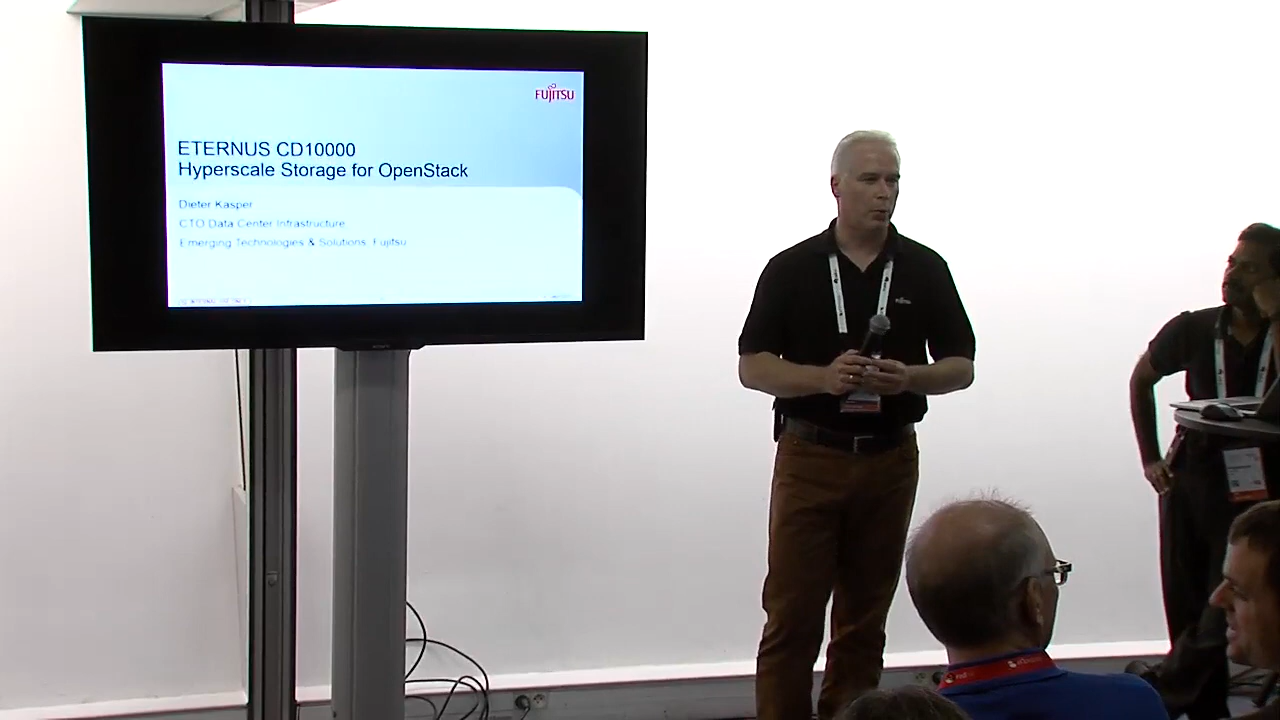 FUJITSU
ETERNUS CD10000
Hyperscale Storage for OpenStack
Dieter Kasper
CTO Data Center Infrastructure
Emerging Technologies & Solutions, Fujitsu